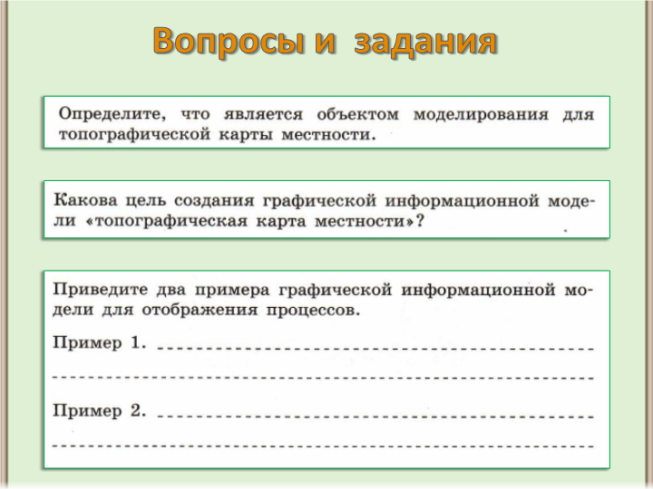 Вопросы и задания
Определите, что является объектом моделирования для
топографической карты местности.
Какова цель создания графической информационной моде-
ли «топографическая карта местности»?
Приведите два примера графической информационной мо-
дели для отображения процессов.
Пример 1.
Пример 2.